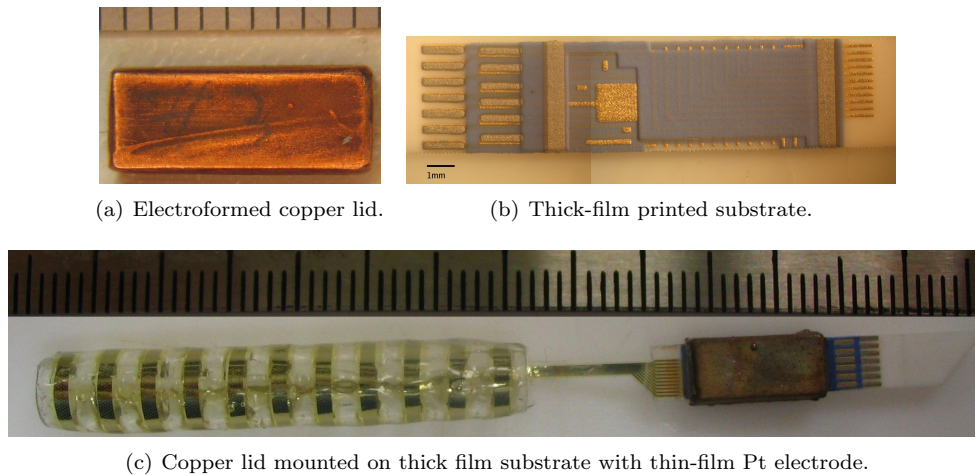 (a) Electroformed copper lid.
1mm
(b) Thick-film printed substrate.
(c) Copper lid mounted on thick film substrate with thin-film Pt electrode.